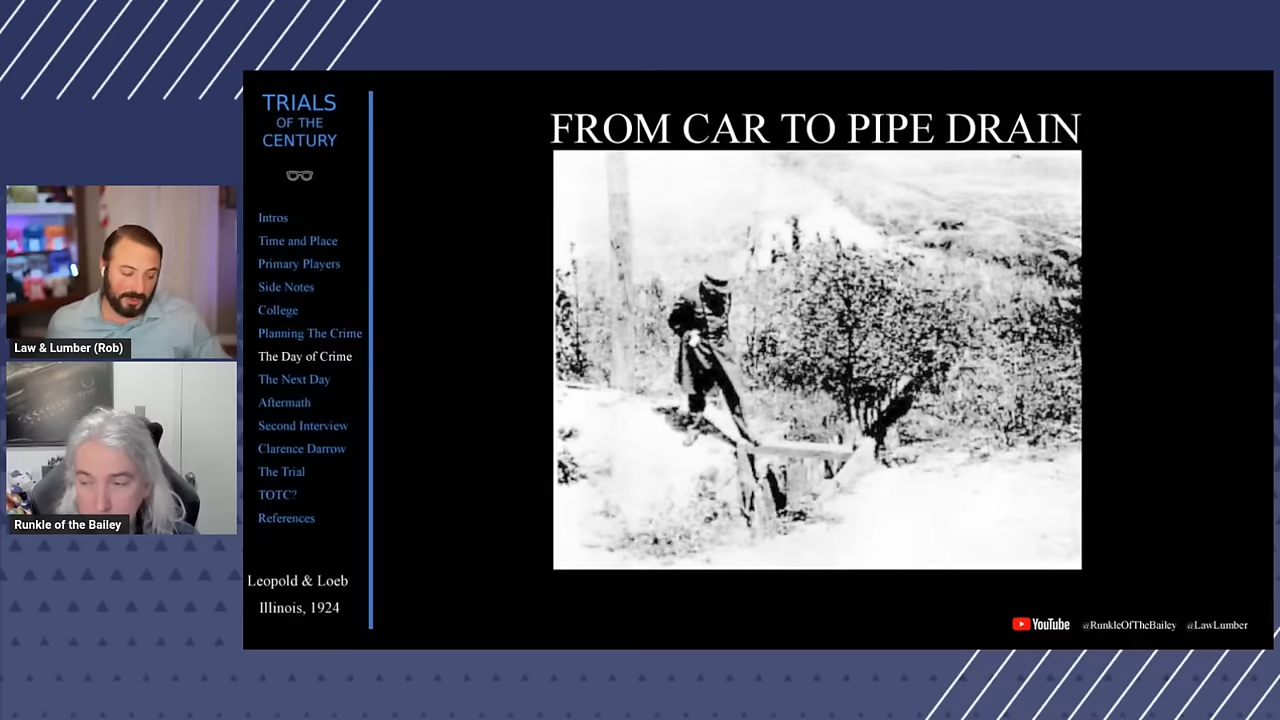 TRIALS
OF THE
CENTURY
Intros
Time and Place
Primary Players
Side Notes
College
Planning The Crime
The Day of Crime
The Next Day
Aftermath
Second Interview
Clarence Darrow
The Trial
TOTC?
References
Leopold & Loeb
Illinois, 1924
FROM CAR TO PIPE DRAIN
YouTube @RunkleOfTheBailey @LawLumber
Law & Lumber (Rob)
Runkle of the Bailey